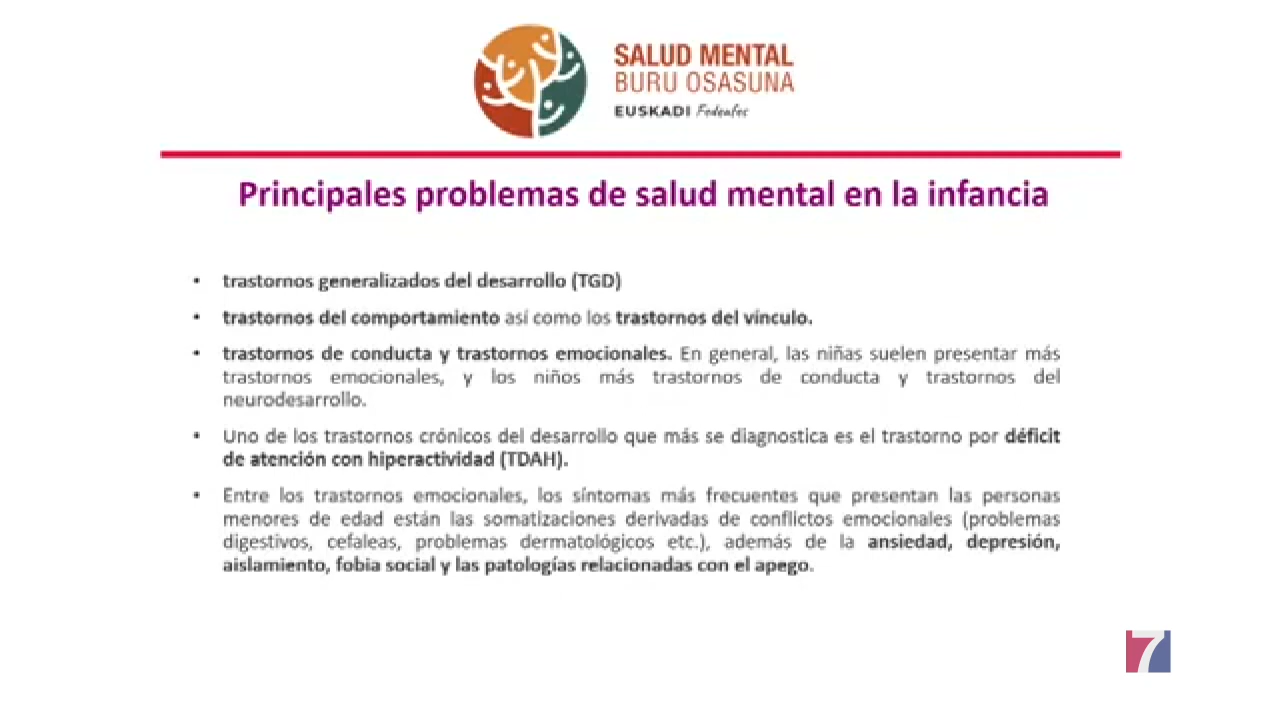 SALUD MENTAL
BURU OSASUNA
EUSKADI Fedeafes
Principales problemas de salud mental en la infancia
• trastornos generalizados del desarrollo (TGD)
• trastornos del comportamiento así como los trastornos del vínculo.
• trastornos de conducta y trastornos emocionales. En general, las niñas suelen presentar más
trastornos emocionales, y los niños más trastornos de conducta y trastornos del
neurodesarrollo.
• Uno de los trastornos crónicos del desarrollo que más se diagnostica es el trastorno por déficit
de atención con hiperactividad (TDAH).
• Entre los trastornos emocionales, los síntomas más frecuentes que presentan las personas
menores de edad están las somatizaciones derivadas de conflictos emocionales (problemas
digestivos, cefaleas, problemas dermatológicos etc.), además de la ansiedad, depresión,
aislamiento, fobia social y las patologías relacionadas con el apego.
7